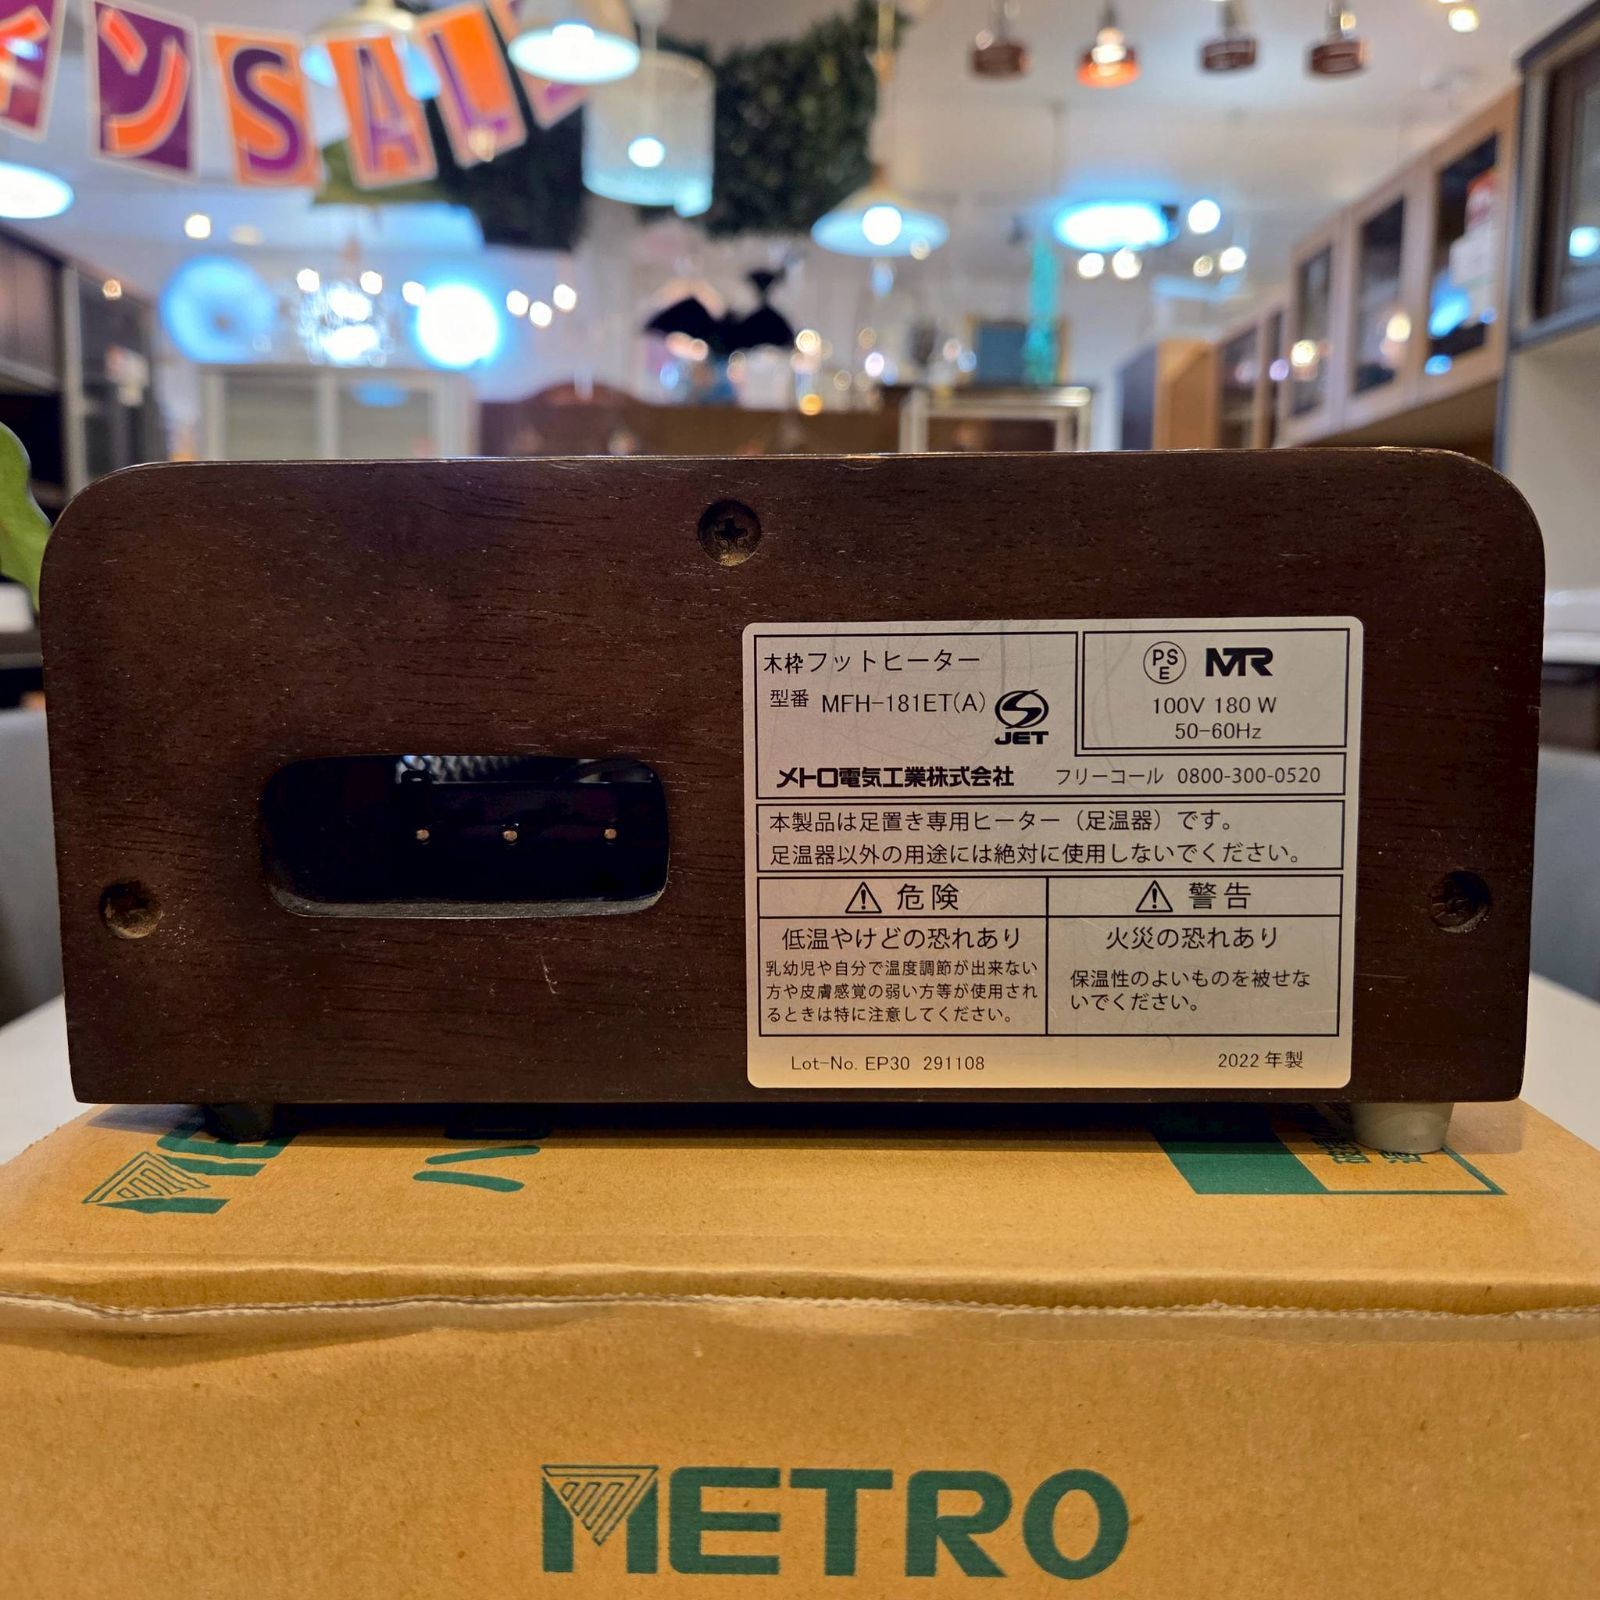 ン SALE
木枠フットヒーター
型番 MFH-181ET(A)
JET
PSE MTR
100V 180 W
50-60Hz
メトロ電気工業株式会社 フリーコール 0800-300-0520
本製品は足置き専用ヒーター（足温器）です。
足温器以外の用途には絶対に使用しないでください。
⚠ 危険
低温やけどの恐れあり
乳幼児や自分で温度調節が出来ない
方や皮膚感覚の弱い方等が使用され
るときは特に注意してください。
⚠ 警告
火災の恐れあり
保温性のよいものを被せな
いでください。
Lot-No. EP30 291108
2022年製
METRO